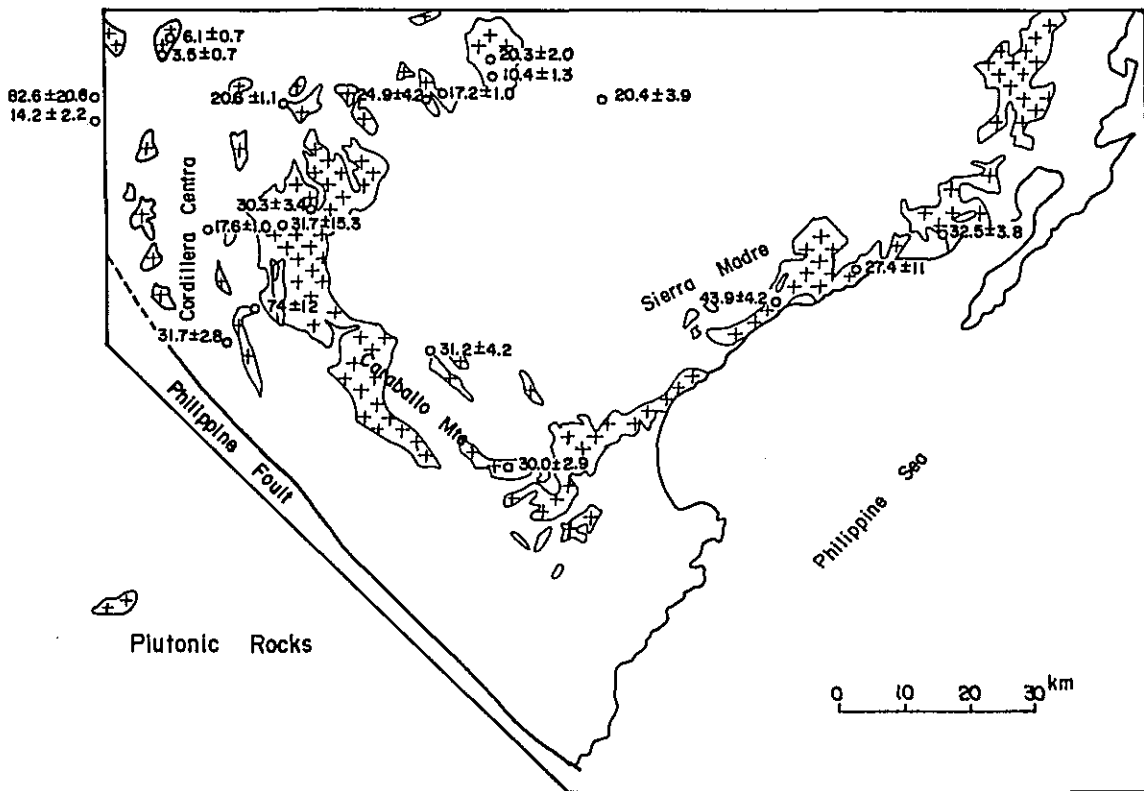 6.1±0.7
3.5±0.7
20.3±2.0
10.4±1.3
82.6±20.6
14.2±2.2
20.6±1.1
24.9±4.2
17.2±1.0
20.4±3.9
30.3±3.4
17.6±1.0
31.7±15.3
32.5±3.8
27.4±11
43.9±4.2
74±12
31.7±2.8
31.2±4.2
30.0±2.9
Cordillera Centra
Sierra Madre
Caraballo Mts
Philippine Foult
Philippine Sea
Plutonic Rocks
0 10 20 30 km